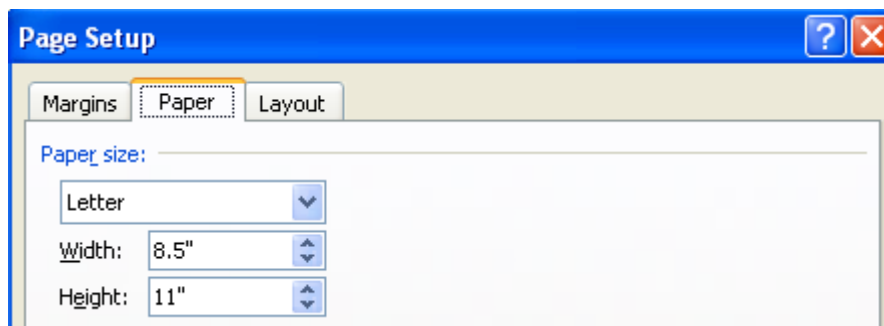 Page Setup
Margins Paper Layout
Paper size:
Letter
Width: 8.5"
Height: 11"